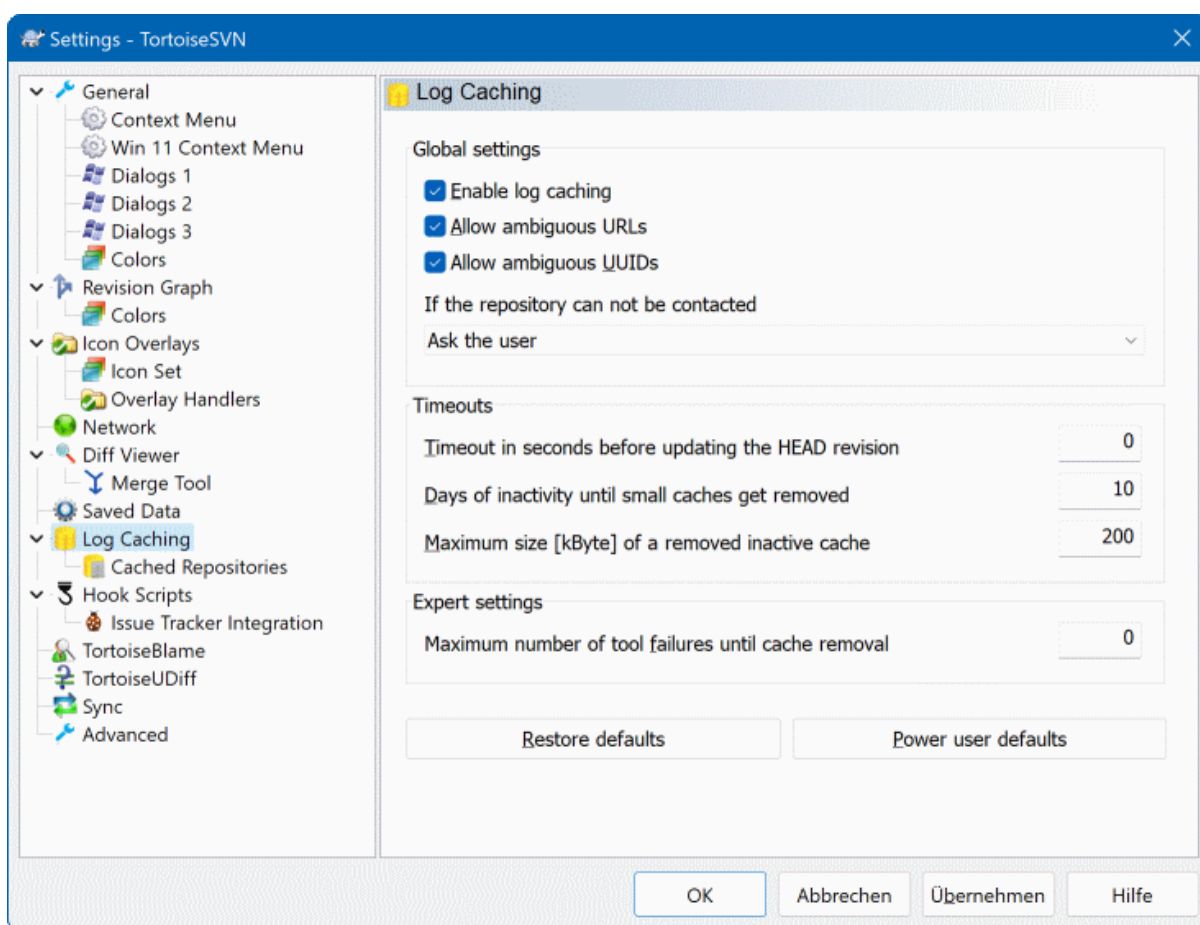 Settings - TortoiseSVN
General
Context Menu
Win 11 Context Menu
Dialogs 1
Dialogs 2
Dialogs 3
Colors
Revision Graph
Colors
Icon Overlays
Icon Set
Overlay Handlers
Network
Diff Viewer
Merge Tool
Saved Data
Log Caching
Cached Repositories
Hook Scripts
Issue Tracker Integration
TortoiseBlame
TortoiseUDiff
Sync
Advanced
Log Caching
Global settings
Enable log caching
Allow ambiguous URLs
Allow ambiguous UUIDs
If the repository can not be contacted
Ask the user
Timeouts
Timeout in seconds before updating the HEAD revision 0
Days of inactivity until small caches get removed 10
Maximum size [kByte] of a removed inactive cache 200
Expert settings
Maximum number of tool failures until cache removal 0
Restore defaults Power user defaults
OK Abbrechen Übernehmen Hilfe